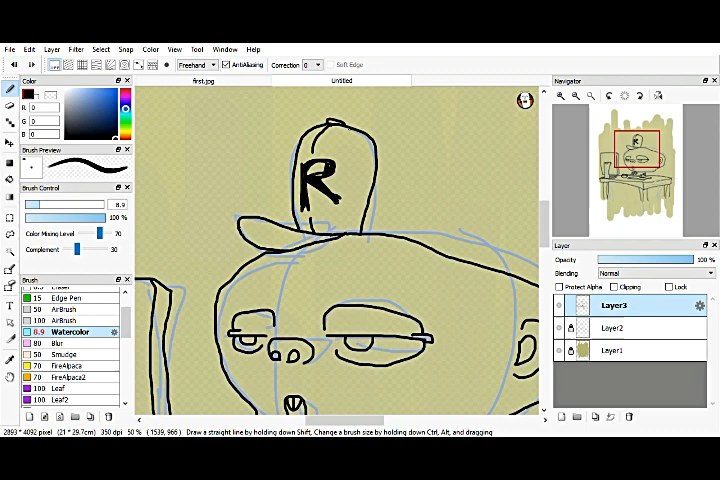 File Edit Layer Filter Select Snap Color View Tool Window Help
Freehand AntiAliasing Correction 0 Soft Edge
Color
first.jpg Untitled
Navigator
R 0
G 0
B 0
R
Brush Preview
Brush Control
8.9
100 %
Color Mixing Level 70
Complement 30
Brush
15 Edge Pen
50 AirBrush
100 AirBrush
8.9 Watercolor
80 Blur
50 Smudge
70 FireAlpaca
70 FireAlpaca2
100 Leaf
100 Leaf2
Layer
Opacity 100 %
Blending Normal
Protect Alpha Clipping Lock
Layer3
Layer2
Layer1
2893 * 4092 pixel (21 * 29.7cm) 350 dpi 50 % ( 1539, 966 ) Draw a straight line by holding down Shift, Change a brush size by holding down Ctrl, Alt, and dragging